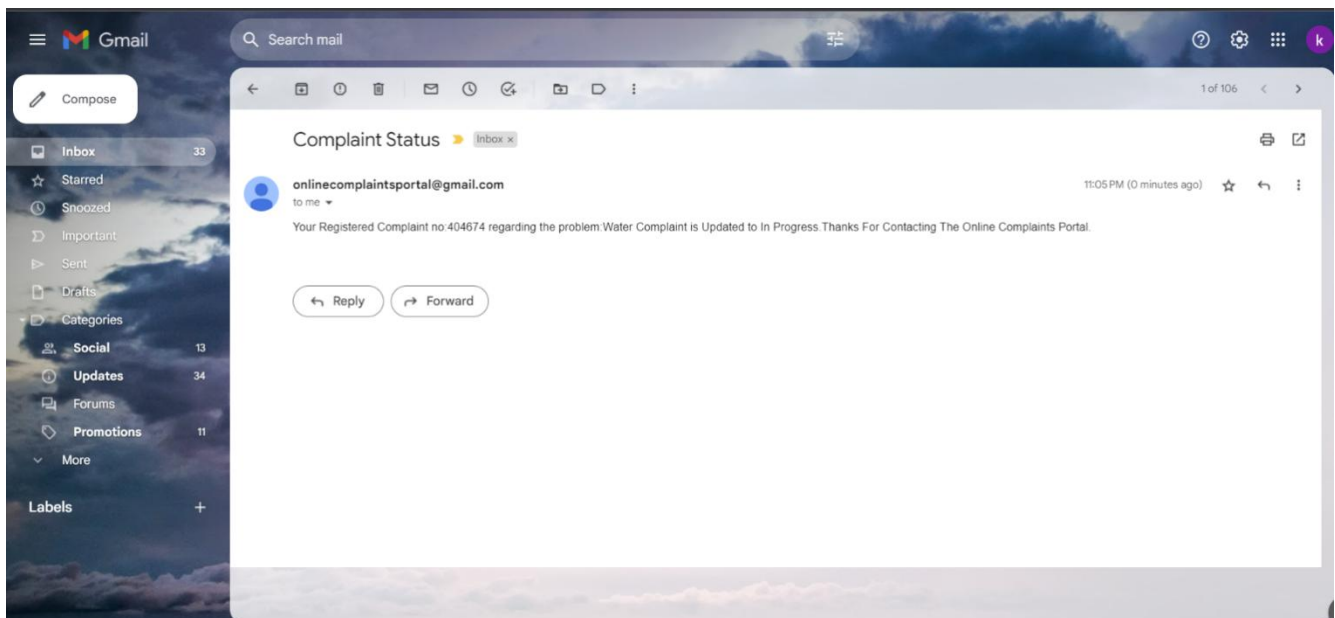 Gmail
Search mail
k
Compose
1 of 106
Complaint Status
Inbox ×
Inbox 33
Starred
Snoozed
Important
Sent
Drafts
Categories
Social 13
Updates 34
Forums
Promotions 11
More
Labels +
onlinecomplaintsportal@gmail.com
11:05 PM (0 minutes ago)
to me
Your Registered Complaint no:404674 regarding the problem:Water Complaint is Updated to In Progress.Thanks For Contacting The Online Complaints Portal.
Reply
Forward